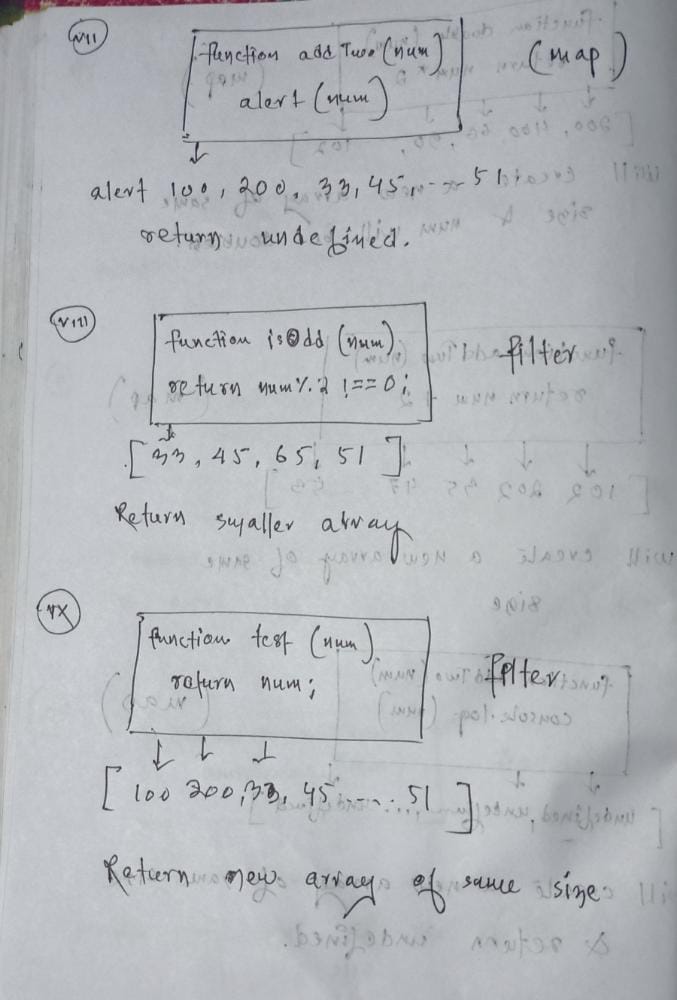 VII
function addTwo (num)
alert (num)
(map)
alert 100, 200, 33, 45, --- 51
return undefined.
VIII
function isOdd (num)
return num % 2 !== 0;
filter
[33, 45, 65, 51]
Return smaller array
function test (num)
return num;
filter
[100 200, 33, 45 ---- 51]
Return new array of same size